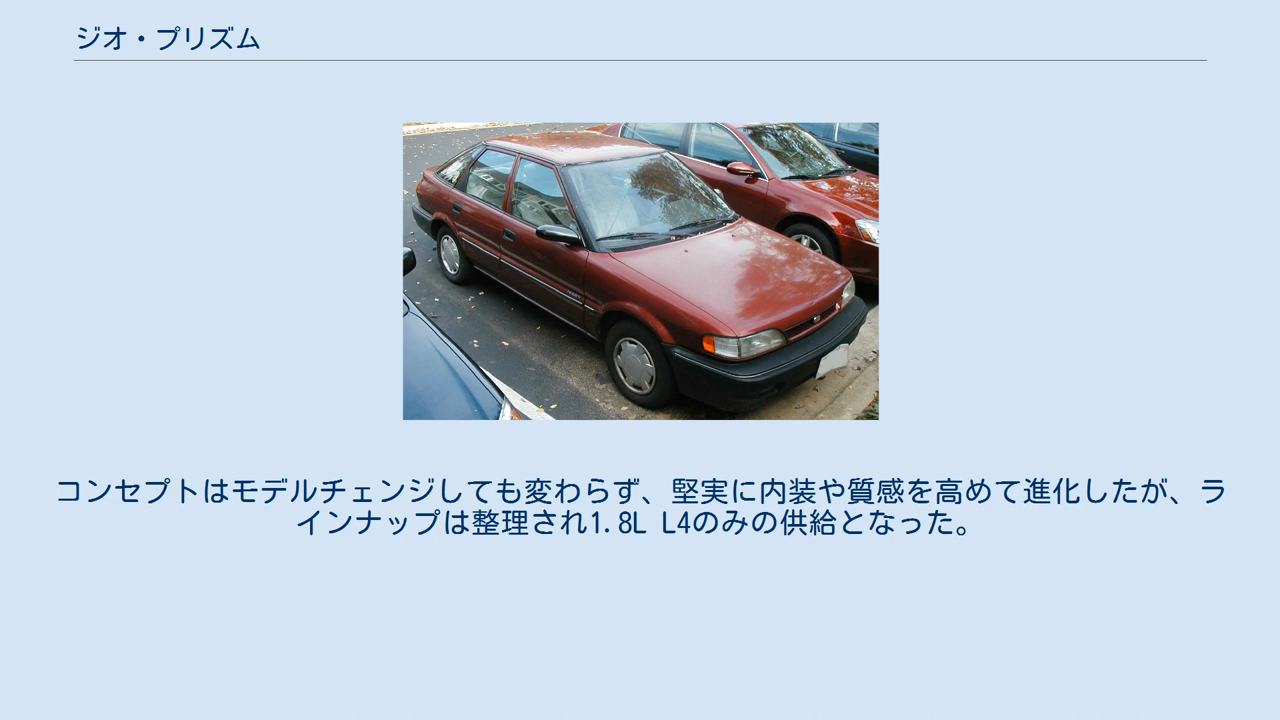 ジオ・プリズム
コンセプトはモデルチェンジしても変わらず、堅実に内装や質感を高めて進化したが、ラ
インナップは整理され1.8L L4のみの供給となった。